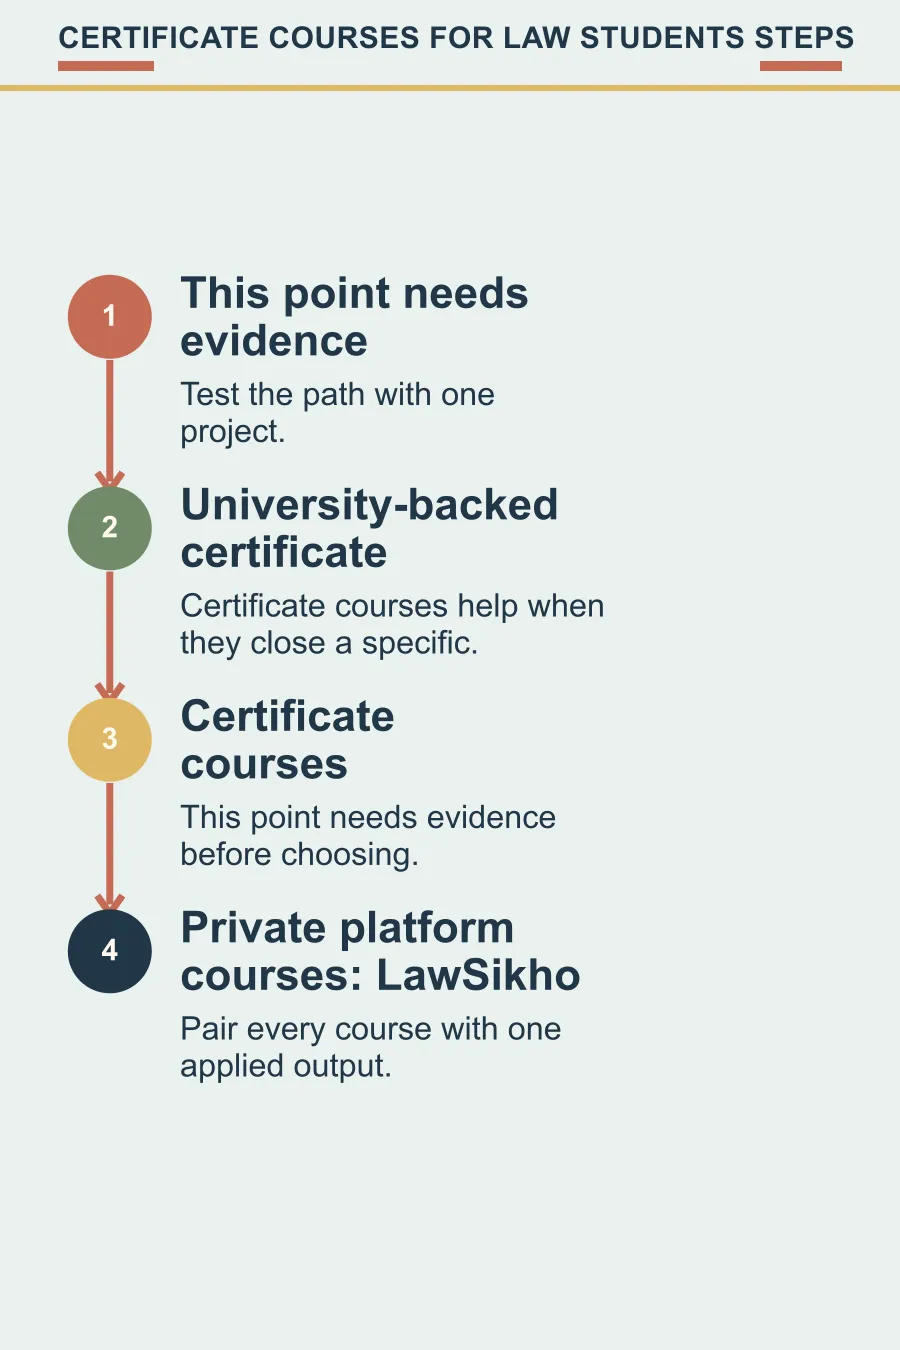 CERTIFICATE COURSES FOR LAW STUDENTS STEPS
1
This point needs
evidence
Test the path with one
project.
2
University-backed
certificate
Certificate courses help when
they close a specific.
3
Certificate
courses
This point needs evidence
before choosing.
4
Private platform
courses: LawSikho
Pair every course with one
applied output.